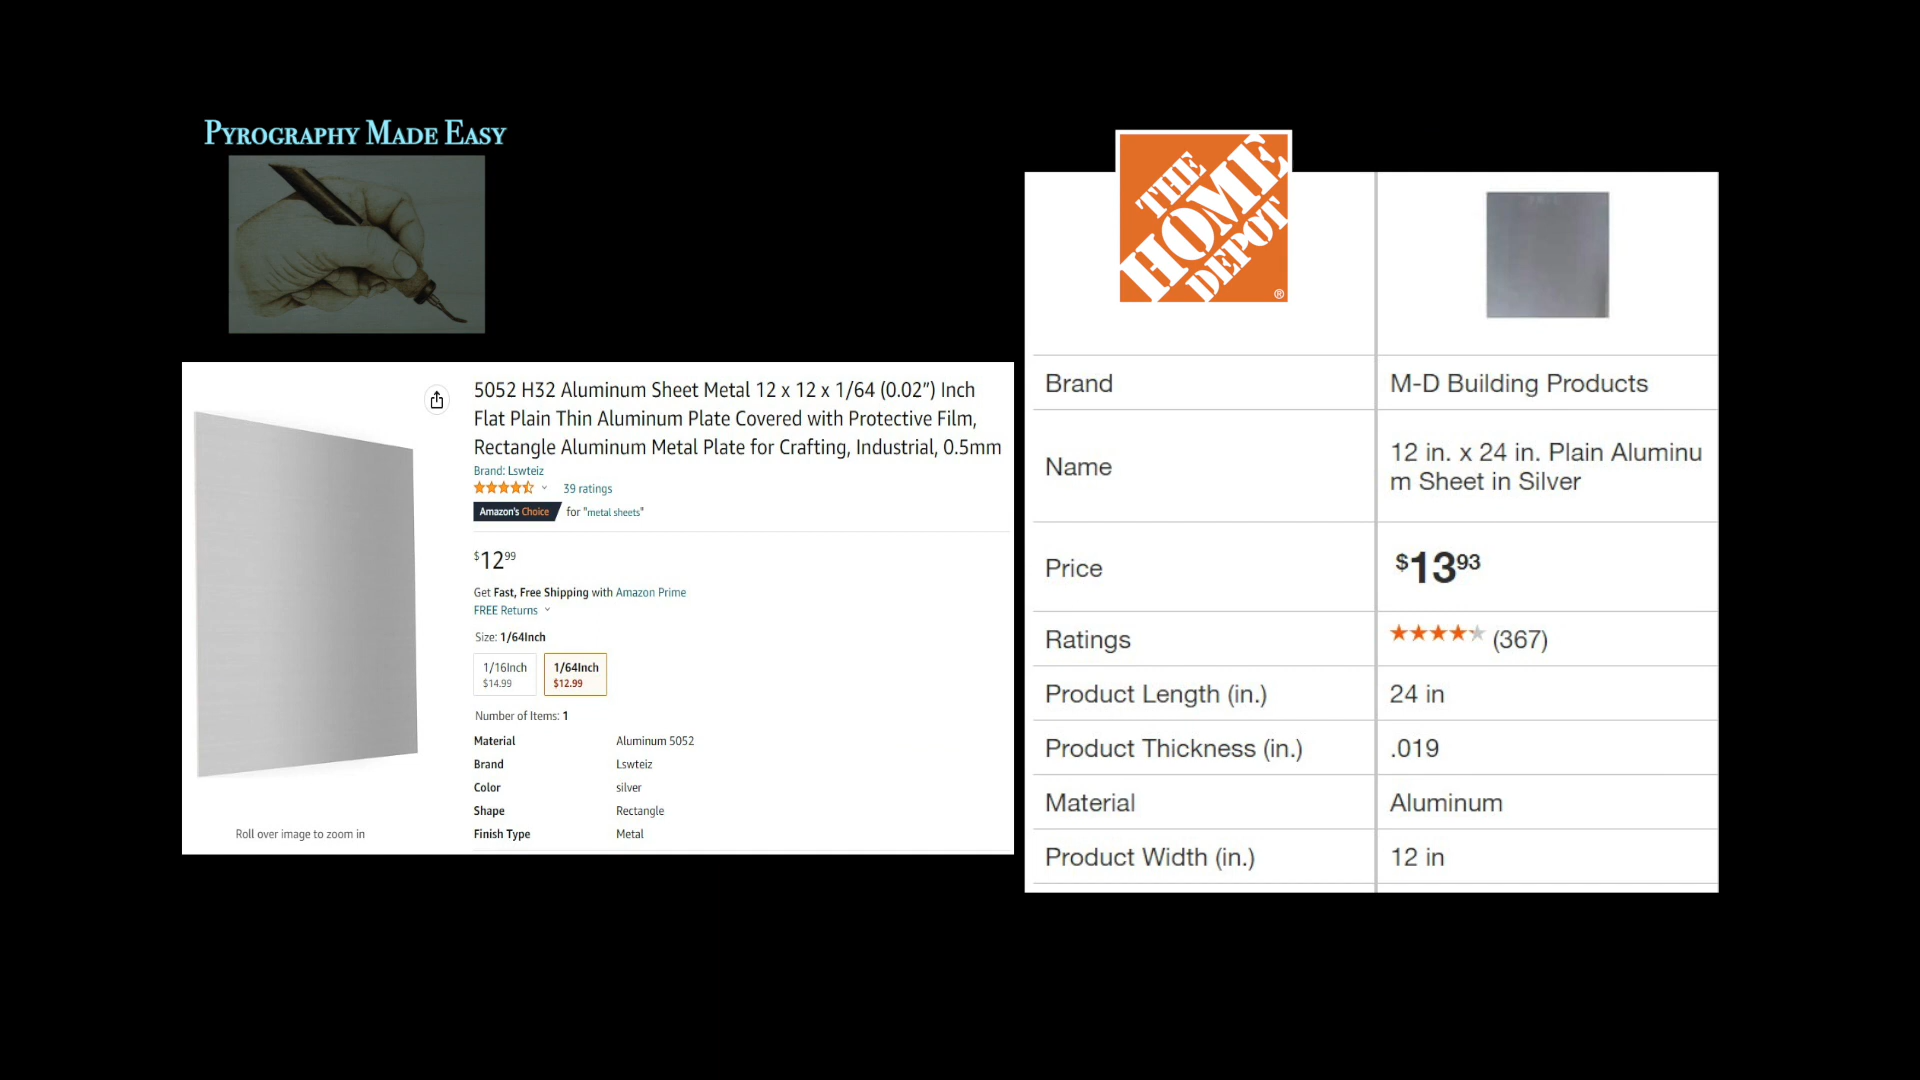 PYROGRAPHY MADE EASY
5052 H32 Aluminum Sheet Metal 12 x 12 x 1/64 (0.02") Inch
Flat Plain Thin Aluminum Plate Covered with Protective Film,
Rectangle Aluminum Metal Plate for Crafting, Industrial, 0.5mm
Brand: Lswteiz
39 ratings
Amazon's Choice for "metal sheets"
$12 99
Get Fast, Free Shipping with Amazon Prime
FREE Returns
Size: 1/64Inch
1/16Inch 1/64Inch
$14.99 $12.99
Number of Items: 1
Material Aluminum 5052
Brand Lswteiz
Color silver
Shape Rectangle
Finish Type Metal
Roll over image to zoom in
THE
HOME
DEPOT
®
Brand M-D Building Products
Name 12 in. x 24 in. Plain Aluminu
m Sheet in Silver
Price $13 93
Ratings (367)
Product Length (in.) 24 in
Product Thickness (in.) .019
Material Aluminum
Product Width (in.) 12 in